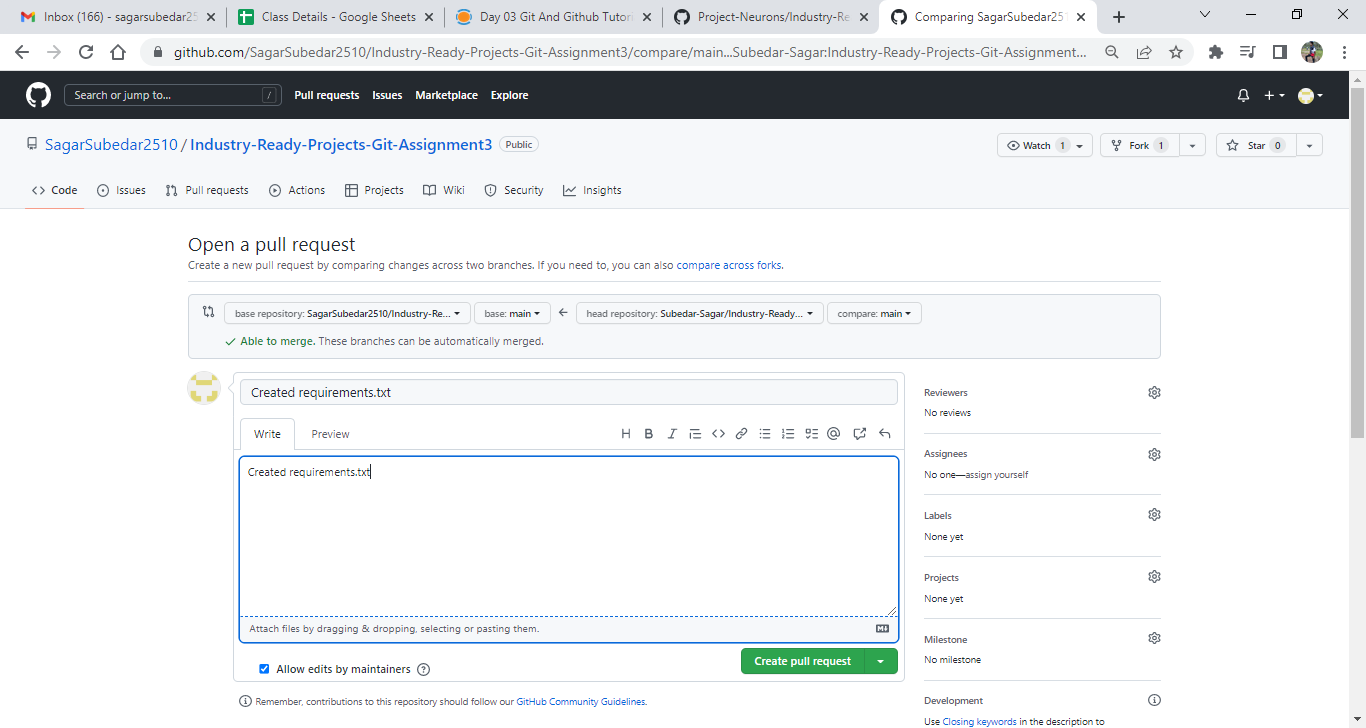 Inbox (166) - sagarsubedar25
Class Details - Google Sheets
Day 03 Git And Github Tutori
Project-Neurons/Industry-Re
Comparing SagarSubedar251
github.com/SagarSubedar2510/Industry-Ready-Projects-Git-Assignment3/compare/main...Subedar-Sagar:Industry-Ready-Projects-Git-Assignment...
Search or jump to... /
Pull requests Issues Marketplace Explore
SagarSubedar2510 / Industry-Ready-Projects-Git-Assignment3 Public
Watch 1 Fork 1 Star 0
Code Issues Pull requests Actions Projects Wiki Security Insights
Open a pull request
Create a new pull request by comparing changes across two branches. If you need to, you can also compare across forks.
base repository: SagarSubedar2510/Industry-Re... base: main head repository: Subedar-Sagar/Industry-Ready... compare: main
Able to merge. These branches can be automatically merged.
Created requirements.txt
Write Preview
H B I
Created requirements.txt
Attach files by dragging & dropping, selecting or pasting them.
Allow edits by maintainers
Create pull request
Remember, contributions to this repository should follow our GitHub Community Guidelines.
Reviewers
No reviews
Assignees
No one—assign yourself
Labels
None yet
Projects
None yet
Milestone
No milestone
Development
Use Closing keywords in the description to